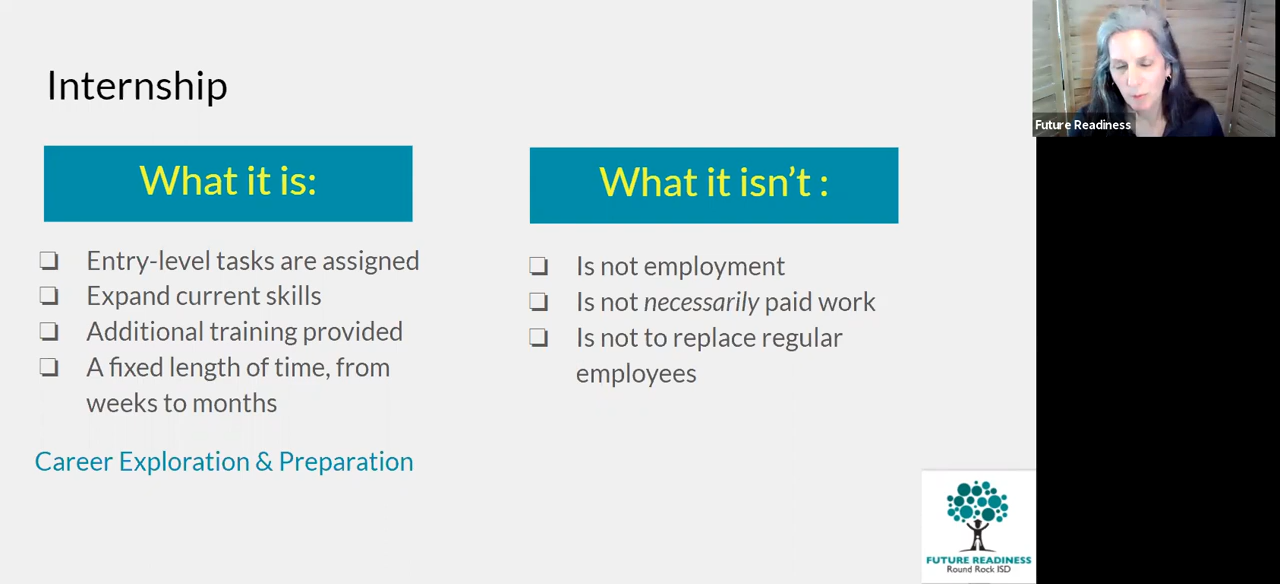 Internship
What it is:
❏ Entry-level tasks are assigned
❏ Expand current skills
❏ Additional training provided
❏ A fixed length of time, from
weeks to months
Career Exploration & Preparation
What it isn’t :
❏ Is not employment
❏ Is not necessarily paid work
❏ Is not to replace regular
employees
Future Readiness
FUTURE READINESS
Round Rock ISD